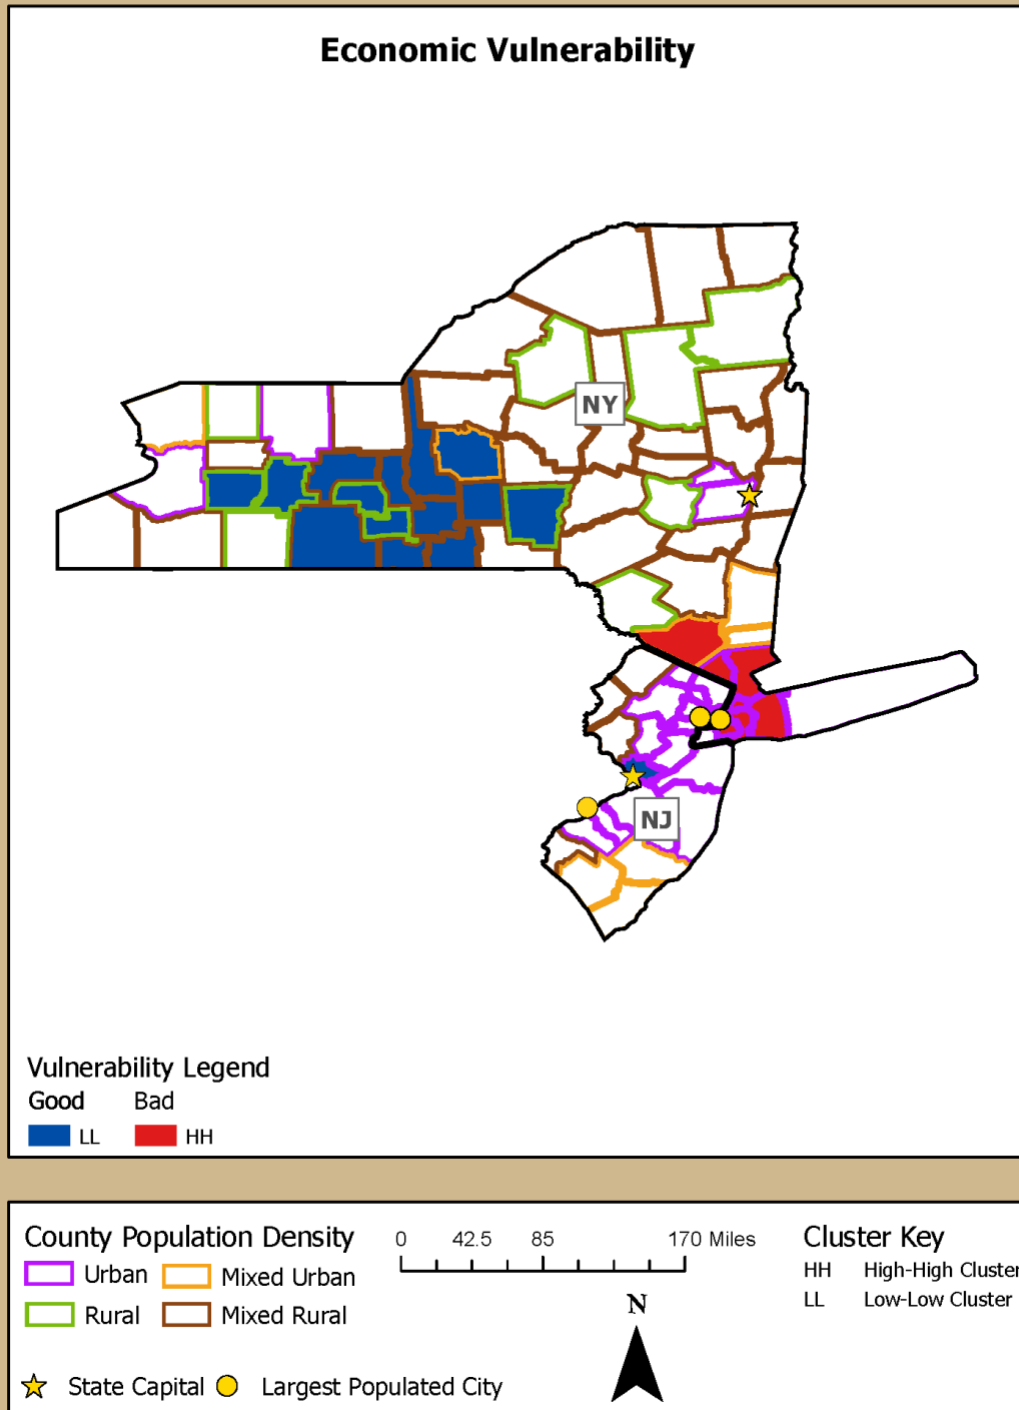 Economic Vulnerability
NY
NJ
Vulnerability Legend
Good Bad
LL HH
County Population Density
Urban Mixed Urban
Rural Mixed Rural
State Capital Largest Populated City
0 42.5 85 170 Miles
N
Cluster Key
HH High-High Cluster
LL Low-Low Cluster